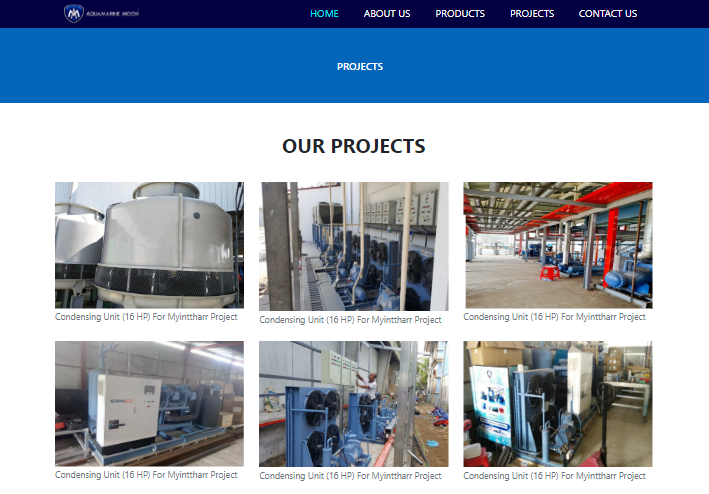 AQUAMARINE MOON
HOME ABOUT US PRODUCTS PROJECTS CONTACT US
PROJECTS
OUR PROJECTS
Condensing Unit (16 HP) For Myinttharr Project
Condensing Unit (16 HP) For Myinttharr Project
Condensing Unit (16 HP) For Myinttharr Project
Condensing Unit (16 HP) For Myinttharr Project
Condensing Unit (16 HP) For Myinttharr Project
Condensing Unit (16 HP) For Myinttharr Project